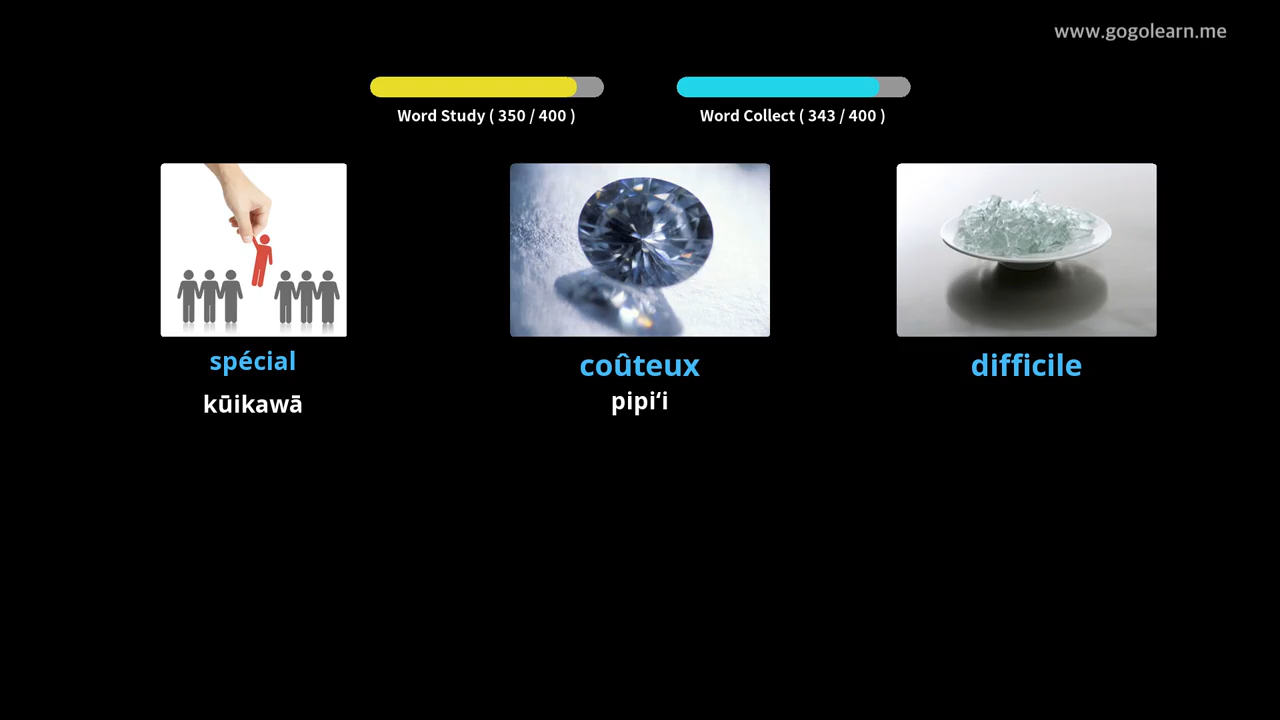 www.gogolearn.me
Word Study ( 350 / 400 )
Word Collect ( 343 / 400 )
spécial
kūikawā
coûteux
pipiʻi
difficile